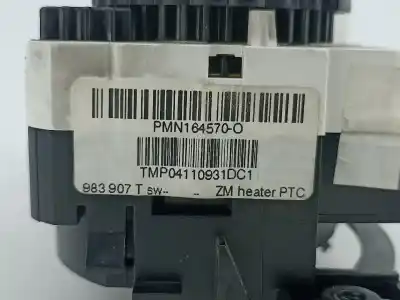 PMN164570-O
TMP04110931DC1
983 907 T sw-- -- ZM heater PTC